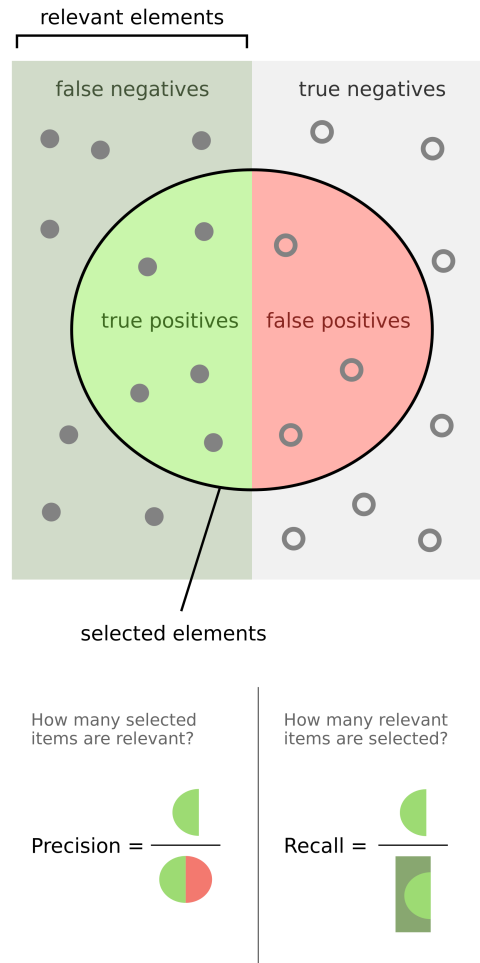 relevant elements
false negatives
true negatives
true positives
false positives
selected elements
How many selected
items are relevant?
How many relevant
items are selected?
Precision =
Recall =